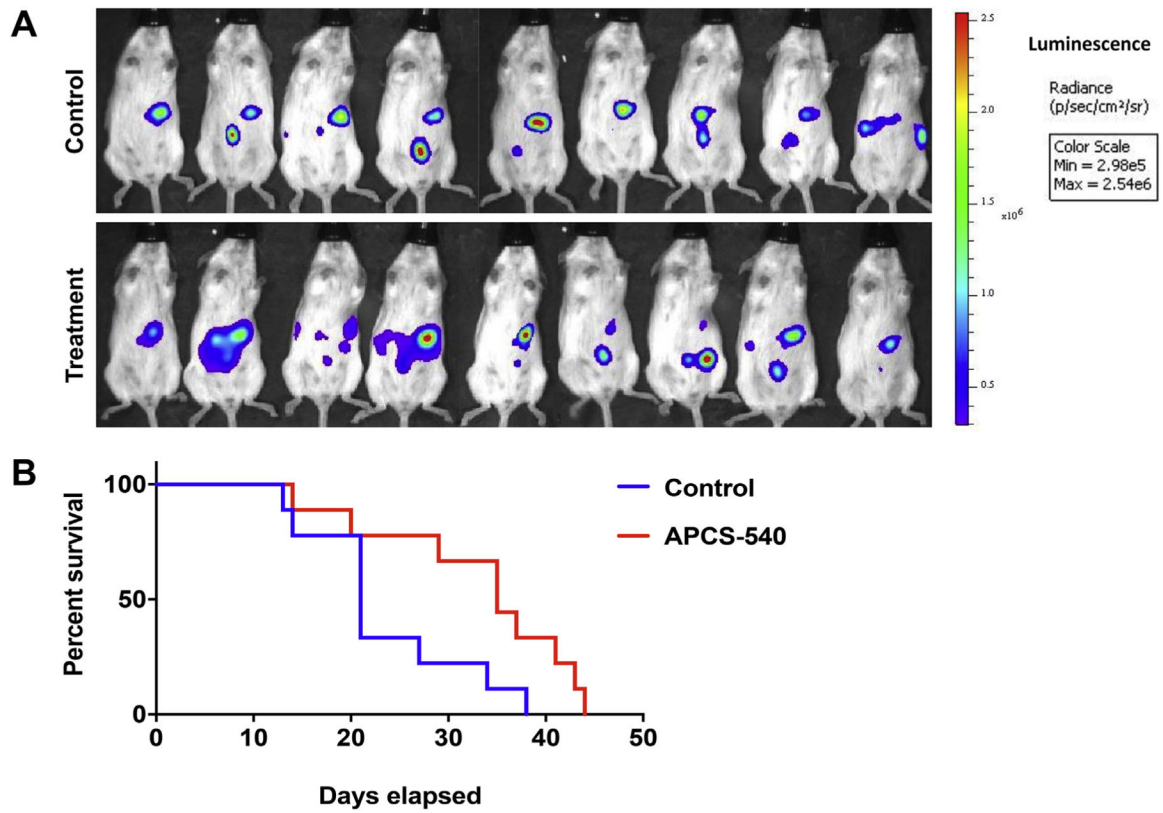 A
Control
Treatment
2.5
2.0
1.5
x10⁶
1.0
0.5
Luminescence
Radiance
(p/sec/cm²/sr)
Color Scale
Min = 2.98e5
Max = 2.54e6
B
Percent survival
100
50
0
0 10 20 30 40 50
Days elapsed
Control
APCS-540